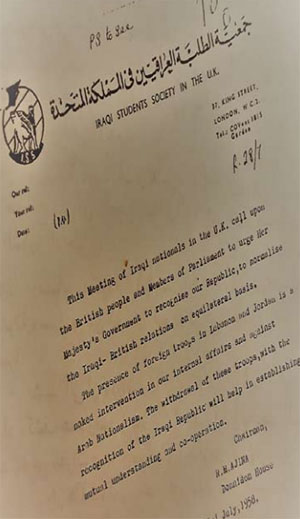 PS to see
جمعية الطلبة العراقيين في المملكة المتحدة
IRAQI STUDENTS SOCIETY IN THE U.K.
I.S.S
37, KING STREET,
LONDON, W.C.2.
Covent
Garden
R. 28/7
Our ref:
Your ref:
Date:
This Meeting of Iraqi nationals in the U.K. call upon
the British people and Members of Parliament to urge Her
Majesty's Government to recognise our Republic, to normalise
the Iraqi- British relations on equilateral basis.
The presence of foreign troops in Lebanon and Jordan is a
naked intervention in our internal affairs and against
Arab Nationalism. The withdrawal of these troops, with the
recognition of the Iraqi Republic will help in establishing
mutual understanding and co-operation.
Chairman,
H.M.AJINA
Donnison House
July, 1958.